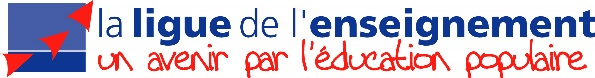 la ligue de l'enseignement
un avenir par l'éducation populaire